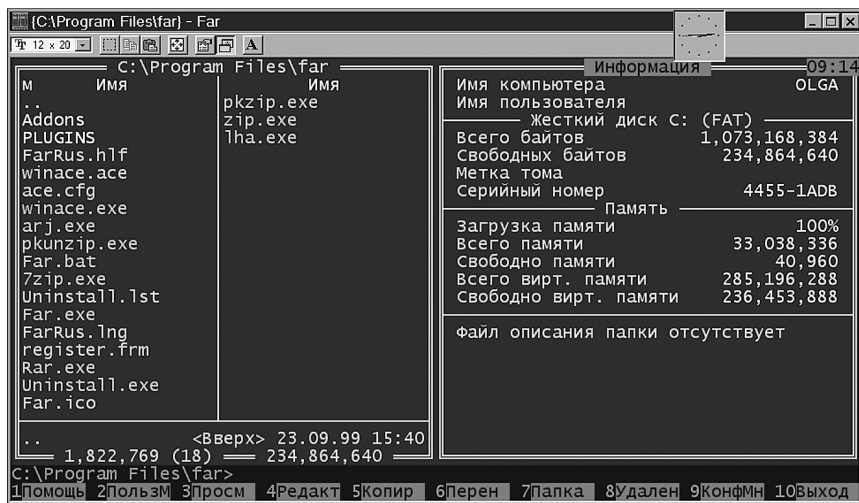 {C:\Program Files\far} - Far
12 x 20
A
C:\Program Files\far
м Имя Имя
..
Addons
PLUGINS
FarRus.hlf
winace.ace
ace.cfg
winace.exe
arj.exe
pkunzip.exe
Far.bat
7zip.exe
Uninstall.lst
Far.exe
FarRus.lng
register.frm
Rar.exe
Uninstall.exe
Far.ico
pkzip.exe
zip.exe
lha.exe
.. <Вверх> 23.09.99 15:40
1,822,769 (18) 234,864,640
Информация 09:14
Имя компьютера OLGA
Имя пользователя
Жесткий диск C: (FAT)
Всего байтов 1,073,168,384
Свободных байтов 234,864,640
Метка тома
Серийный номер 4455-1ADB
Память
Загрузка памяти 100%
Всего памяти 33,038,336
Свободно памяти 40,960
Всего вирт. памяти 285,196,288
Свободно вирт. памяти 236,453,888
Файл описания папки отсутствует
C:\Program Files\far>
1Помощь 2ПользМ 3Просм 4Редакт 5Копир 6Перен 7Папка 8Удален 9КонфМн 10Выход